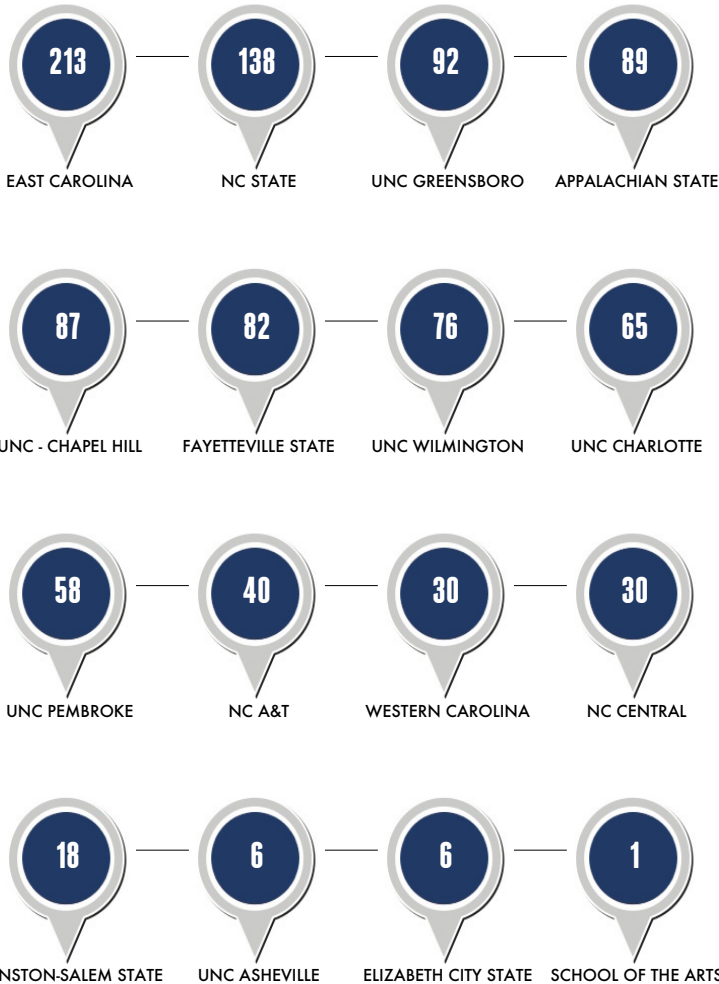 213
138
92
89
EAST CAROLINA
NC STATE
UNC GREENSBORO
APPALACHIAN STATE
87
82
76
65
UNC - CHAPEL HILL
FAYETTEVILLE STATE
UNC WILMINGTON
UNC CHARLOTTE
58
40
30
30
UNC PEMBROKE
NC A&T
WESTERN CAROLINA
NC CENTRAL
18
6
6
1
NSTON-SALEM STATE
UNC ASHEVILLE
ELIZABETH CITY STATE
SCHOOL OF THE ARTS